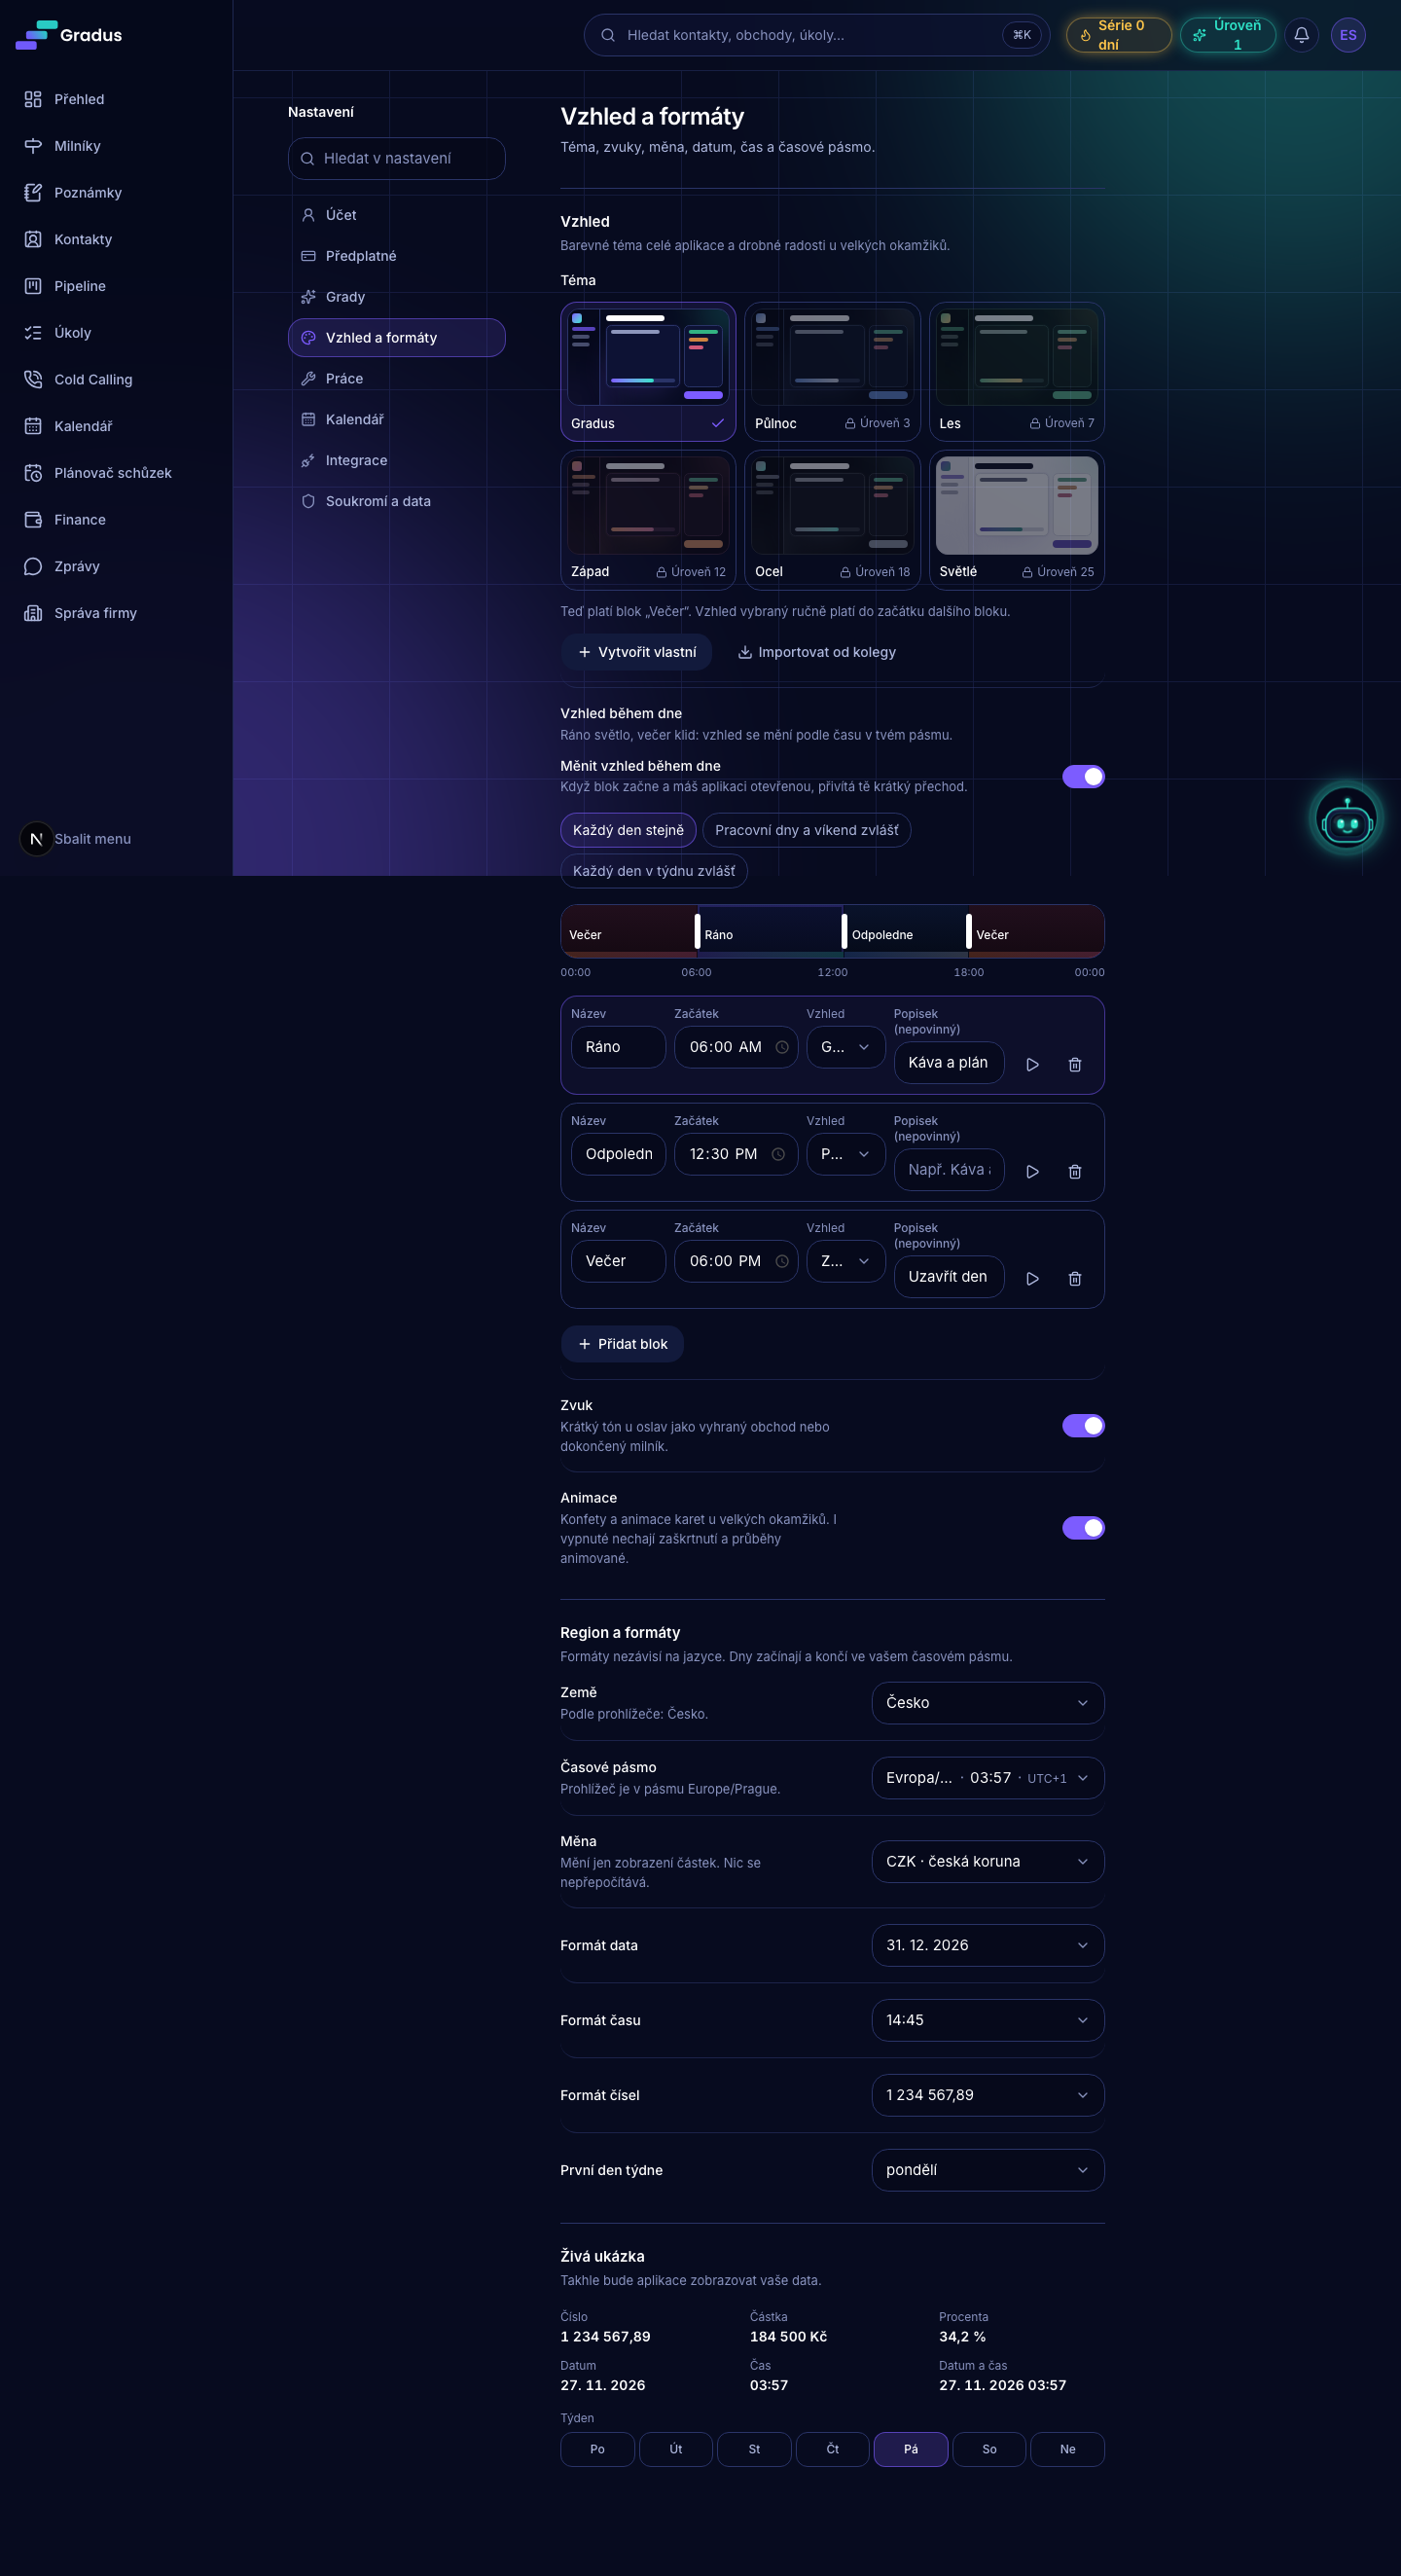 Gradus
Hledat kontakty, obchody, úkoly...
⌘K
Série 0
dní
Úroveň
1
ES
Přehled
Milníky
Poznámky
Kontakty
Pipeline
Úkoly
Cold Calling
Kalendář
Plánovač schůzek
Finance
Zprávy
Správa firmy
Sbalit menu
Nastavení
Hledat v nastavení
Účet
Předplatné
Grady
Vzhled a formáty
Práce
Kalendář
Integrace
Soukromí a data
Vzhled a formáty
Téma, zvuky, měna, datum, čas a časové pásmo.
Vzhled
Barevné téma celé aplikace a drobné radosti u velkých okamžiků.
Téma
Gradus
Půlnoc Úroveň 3
Les Úroveň 7
Západ Úroveň 12
Ocel Úroveň 18
Světlé Úroveň 25
Teď platí blok „Večer“. Vzhled vybraný ručně platí do začátku dalšího bloku.
Vytvořit vlastní
Importovat od kolegy
Vzhled během dne
Ráno světlo, večer klid: vzhled se mění podle času v tvém pásmu.
Měnit vzhled během dne
Když blok začne a máš aplikaci otevřenou, přivítá tě krátký přechod.
Každý den stejně
Pracovní dny a víkend zvlášť
Každý den v týdnu zvlášť
Večer Ráno Odpoledne Večer
00:00 06:00 12:00 18:00 00:00
Název Začátek Vzhled Popisek
(nepovinný)
Ráno 06:00 AM G... Káva a plán
Název Začátek Vzhled Popisek
(nepovinný)
Odpoledn 12:30 PM P... Např. Káva a
Název Začátek Vzhled Popisek
(nepovinný)
Večer 06:00 PM Z... Uzavřít den
Přidat blok
Zvuk
Krátký tón u oslav jako vyhraný obchod nebo
dokončený milník.
Animace
Konfety a animace karet u velkých okamžiků. I
vypnuté nechají zaškrtnutí a průběhy
animované.
Region a formáty
Formáty nezávisí na jazyce. Dny začínají a končí ve vašem časovém pásmu.
Země
Podle prohlížeče: Česko.
Česko
Časové pásmo
Prohlížeč je v pásmu Europe/Prague.
Evropa/... · 03:57 · UTC+1
Měna
Mění jen zobrazení částek. Nic se
nepřepočítává.
CZK · česká koruna
Formát data
31. 12. 2026
Formát času
14:45
Formát čísel
1 234 567,89
První den týdne
pondělí
Živá ukázka
Takhle bude aplikace zobrazovat vaše data.
Číslo Částka Procenta
1 234 567,89 184 500 Kč 34,2 %
Datum Čas Datum a čas
27. 11. 2026 03:57 27. 11. 2026 03:57
Týden
Po Út St Čt Pá So Ne